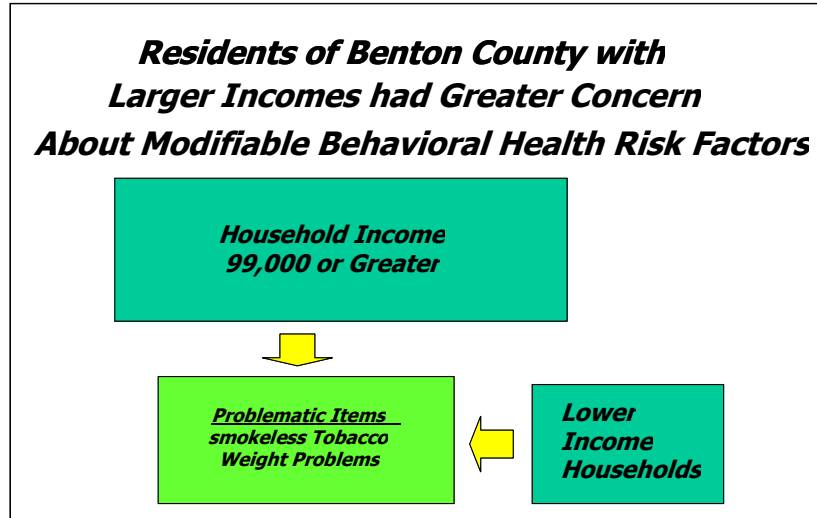 Residents of Benton County with
Larger Incomes had Greater Concern
About Modifiable Behavioral Health Risk Factors
Household Income
99,000 or Greater
Problematic Items
smokeless Tobacco
Weight Problems
Lower
Income
Households